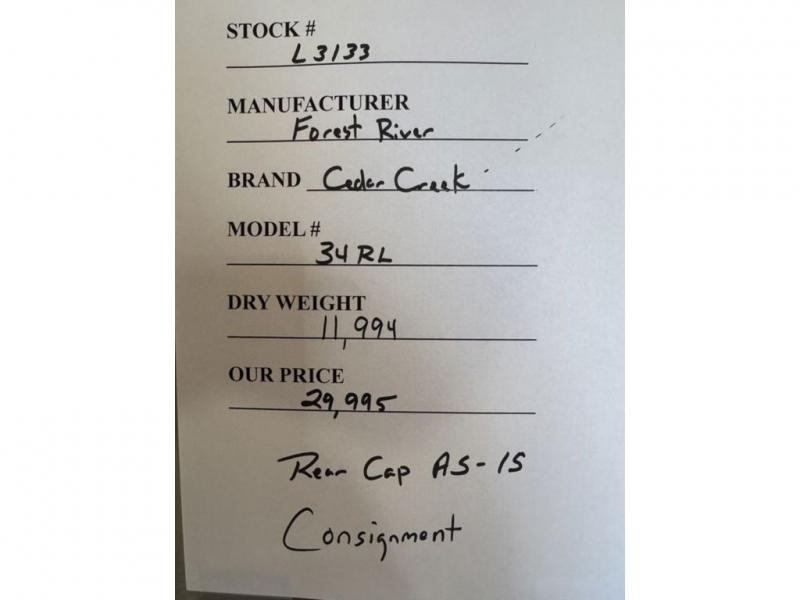 STOCK #
L3133
MANUFACTURER
Forest River
BRAND Cedar Creek
MODEL #
34RL
DRY WEIGHT
11,994
OUR PRICE
29,995
Rear Cap AS-IS
Consignment